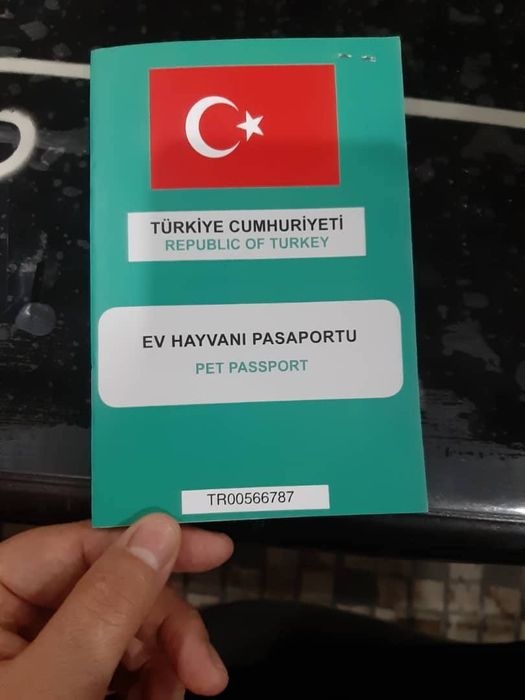 TÜRKİYE CUMHURİYETİ
REPUBLIC OF TURKEY
EV HAYVANI PASAPORTU
PET PASSPORT
TR00566787